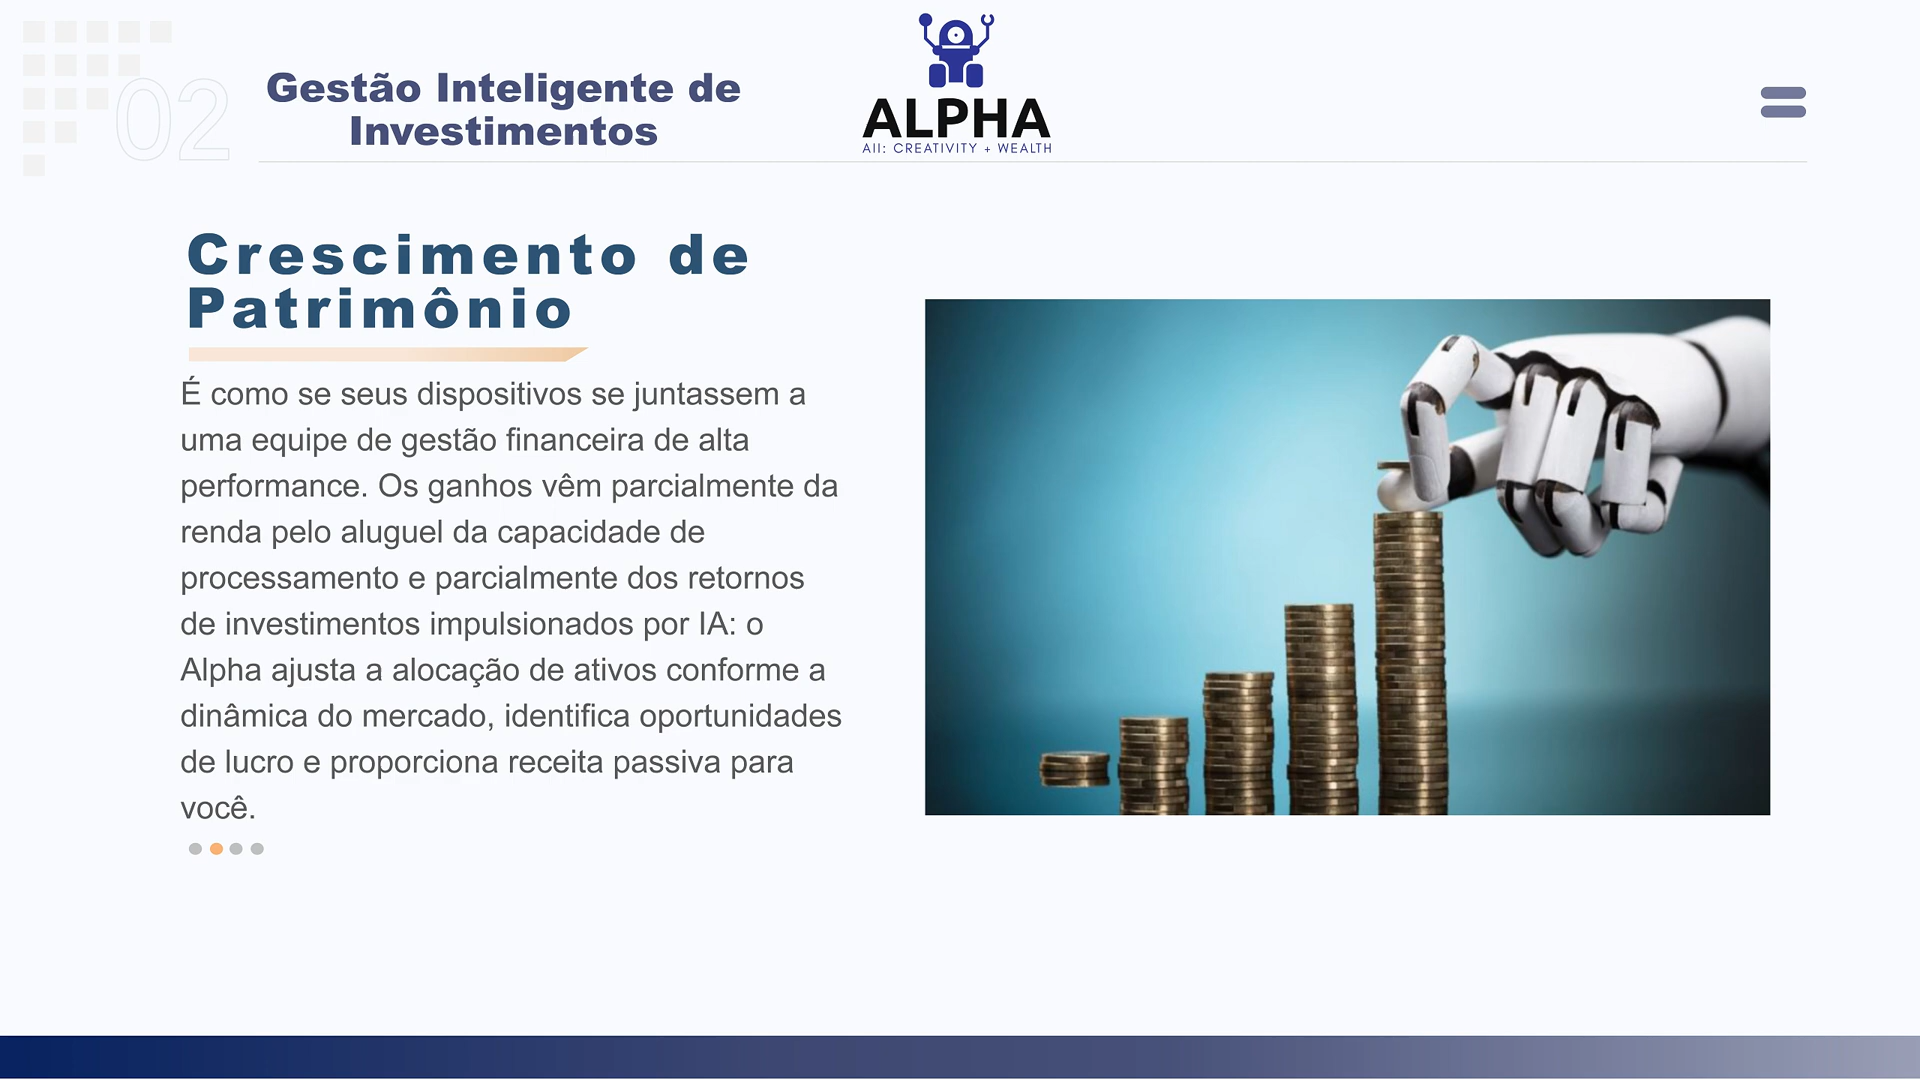 02
Gestão Inteligente de
Investimentos
ALPHA
AII: CREATIVITY + WEALTH
Crescimento de
Patrimônio
É como se seus dispositivos se juntassem a
uma equipe de gestão financeira de alta
performance. Os ganhos vêm parcialmente da
renda pelo aluguel da capacidade de
processamento e parcialmente dos retornos
de investimentos impulsionados por IA: o
Alpha ajusta a alocação de ativos conforme a
dinâmica do mercado, identifica oportunidades
de lucro e proporciona receita passiva para
você.